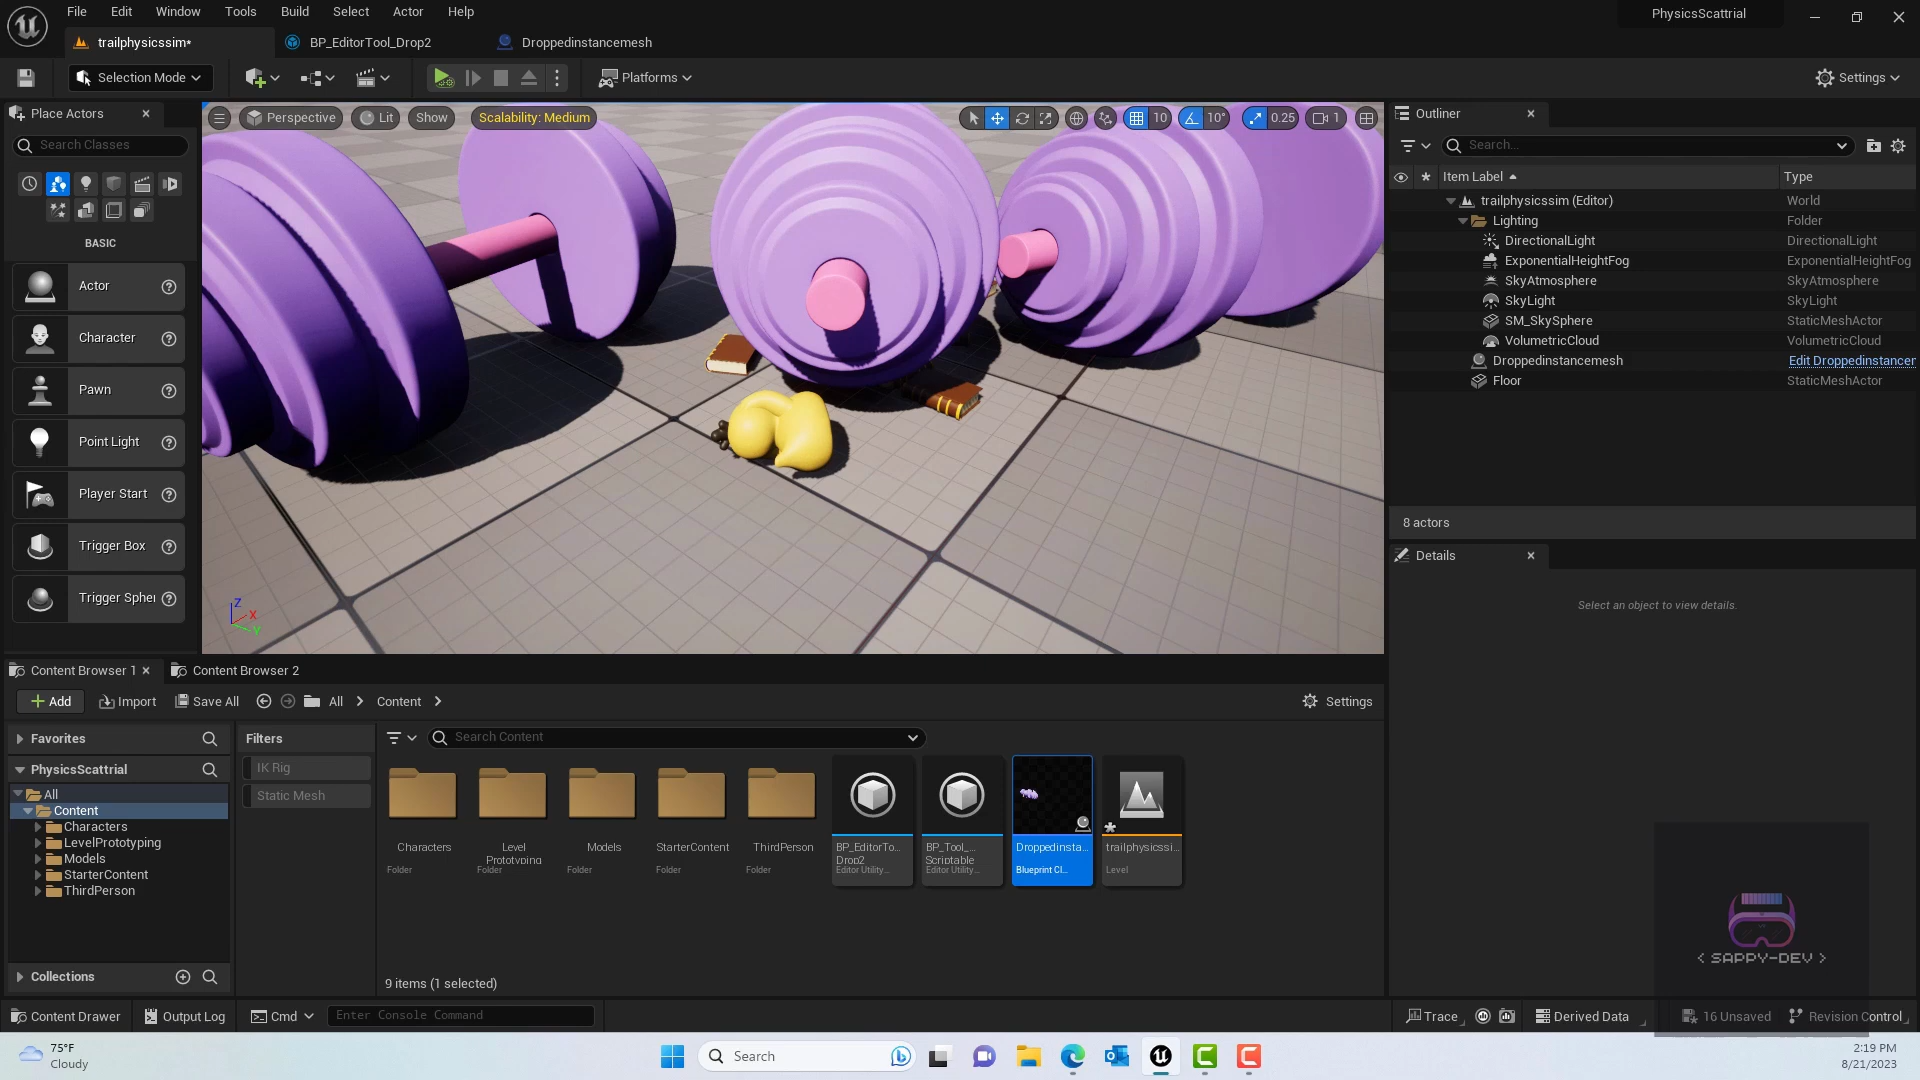 File Edit Window Tools Build Select Actor Help
PhysicsScattrial
trailphysicssim*
BP_EditorTool_Drop2
Droppedinstancemesh
Selection Mode
Platforms
Settings
Place Actors
Search Classes
BASIC
Actor
Character
Pawn
Point Light
Player Start
Trigger Box
Trigger Spher
Perspective
Lit
Show
Scalability: Medium
10
10°
0.25
1
Z
X
Y
Outliner
Search...
Item Label
Type
trailphysicssim (Editor) World
Lighting Folder
DirectionalLight DirectionalLight
ExponentialHeightFog ExponentialHeightFog
SkyAtmosphere SkyAtmosphere
SkyLight SkyLight
SM_SkySphere StaticMeshActor
VolumetricCloud VolumetricCloud
Droppedinstancemesh Edit Droppedinstancer
Floor StaticMeshActor
8 actors
Details
Select an object to view details.
Content Browser 1
Content Browser 2
Add
Import
Save All
All
Content
Settings
Favorites
PhysicsScattrial
All
Content
Characters
LevelPrototyping
Models
StarterContent
ThirdPerson
Collections
Filters
IK Rig
Static Mesh
Search Content
Characters
Folder
Level
Prototyping
Folder
Models
Folder
StarterContent
Folder
ThirdPerson
Folder
BP_EditorTo...
Drop2
Editor Utility...
BP_Tool_...
Scriptable
Editor Utility...
Droppedinsta...
Blueprint Cl...
trailphysicssi...
Level
9 items (1 selected)
< SAPPY-DEV >
Content Drawer
Output Log
Cmd
Enter Console Command
Trace
Derived Data
16 Unsaved
Revision Control
75°F
Cloudy
Search
2:19 PM
8/21/2023